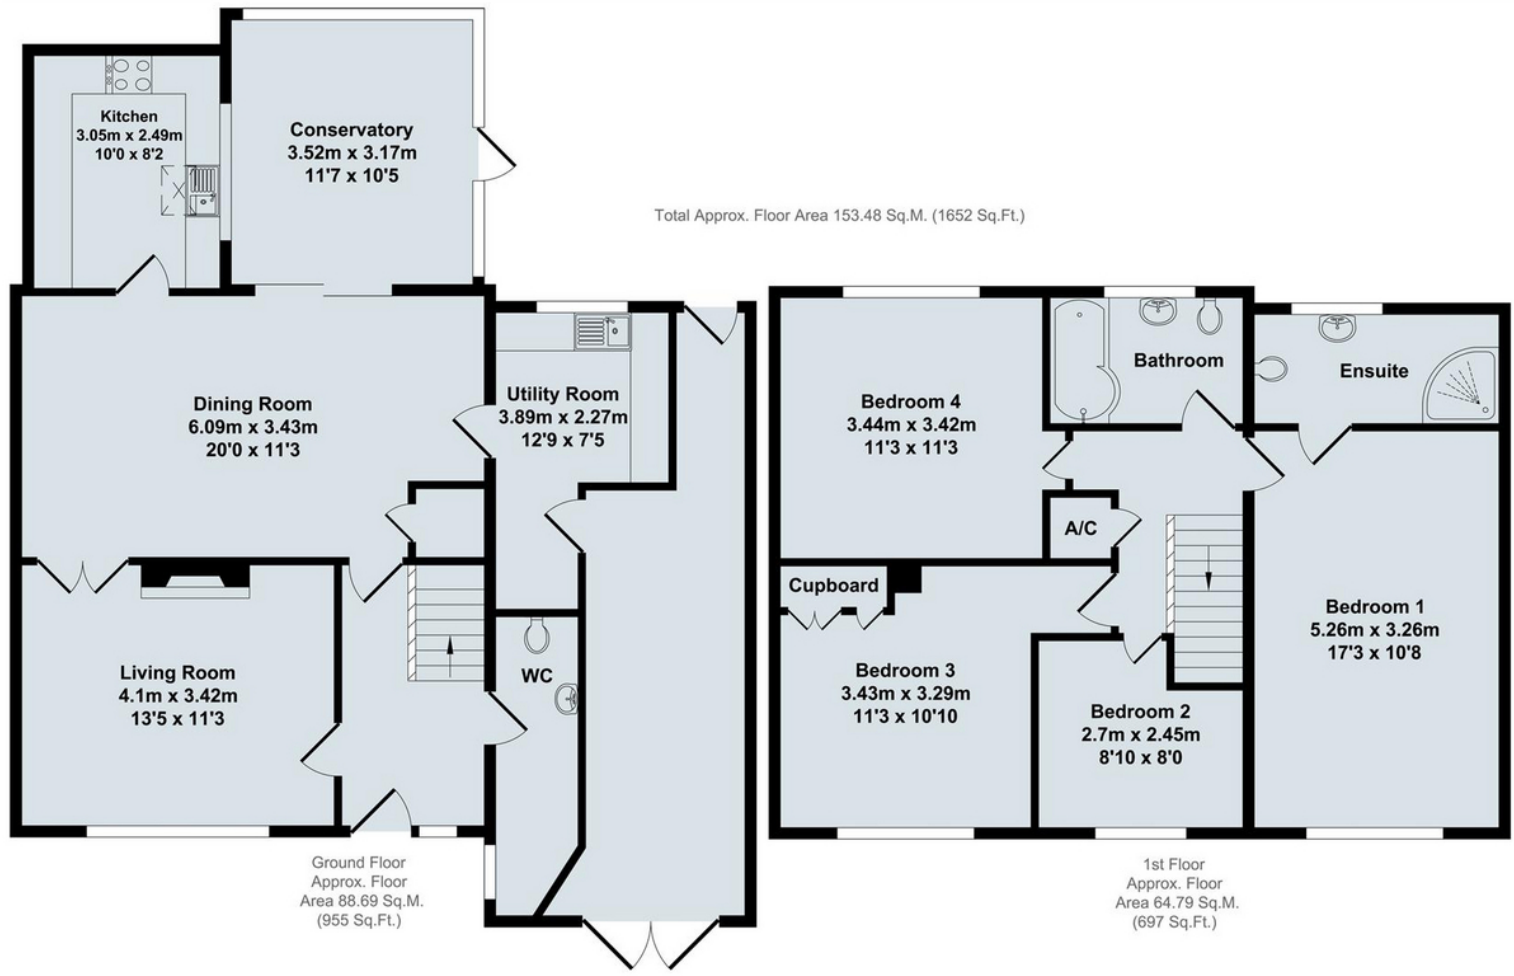 Kitchen
3.05m x 2.49m
10'0 x 8'2
Conservatory
3.52m x 3.17m
11'7 x 10'5
Total Approx. Floor Area 153.48 Sq.M. (1652 Sq.Ft.)
Dining Room
6.09m x 3.43m
20'0 x 11'3
Utility Room
3.89m x 2.27m
12'9 x 7'5
Living Room
4.1m x 3.42m
13'5 x 11'3
WC
Ground Floor
Approx. Floor
Area 88.69 Sq.M.
(955 Sq.Ft.)
Bedroom 4
3.44m x 3.42m
11'3 x 11'3
Bathroom
Ensuite
A/C
Cupboard
Bedroom 3
3.43m x 3.29m
11'3 x 10'10
Bedroom 2
2.7m x 2.45m
8'10 x 8'0
Bedroom 1
5.26m x 3.26m
17'3 x 10'8
1st Floor
Approx. Floor
Area 64.79 Sq.M.
(697 Sq.Ft.)